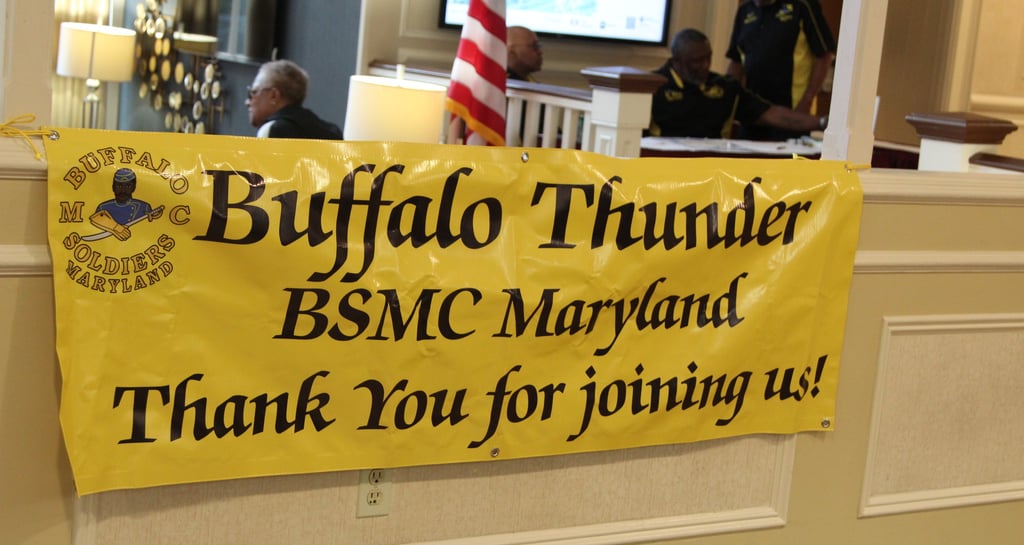 BUFFALO
M C
SOLDIERS
MARYLAND
Buffalo Thunder
BSMC Maryland
Thank You for joining us!